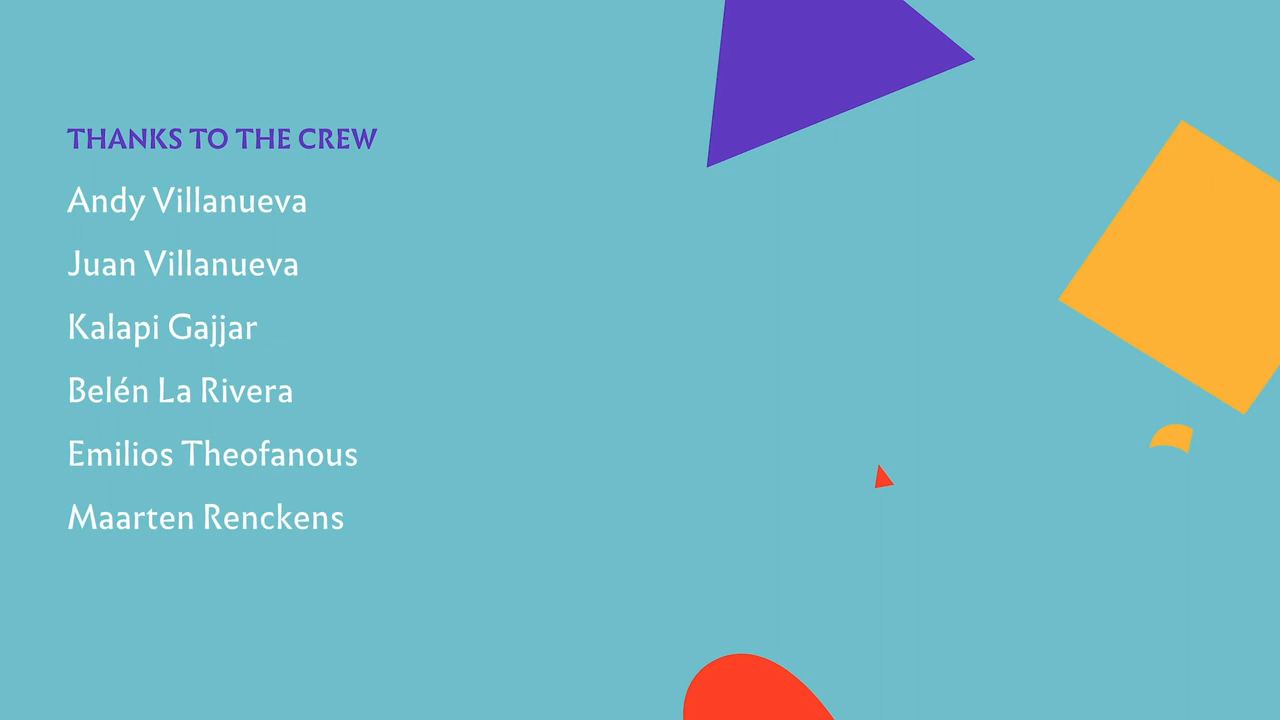 THANKS TO THE CREW
Andy Villanueva
Juan Villanueva
Kalapi Gajjar
Belén La Rivera
Emilios Theofanous
Maarten Renckens